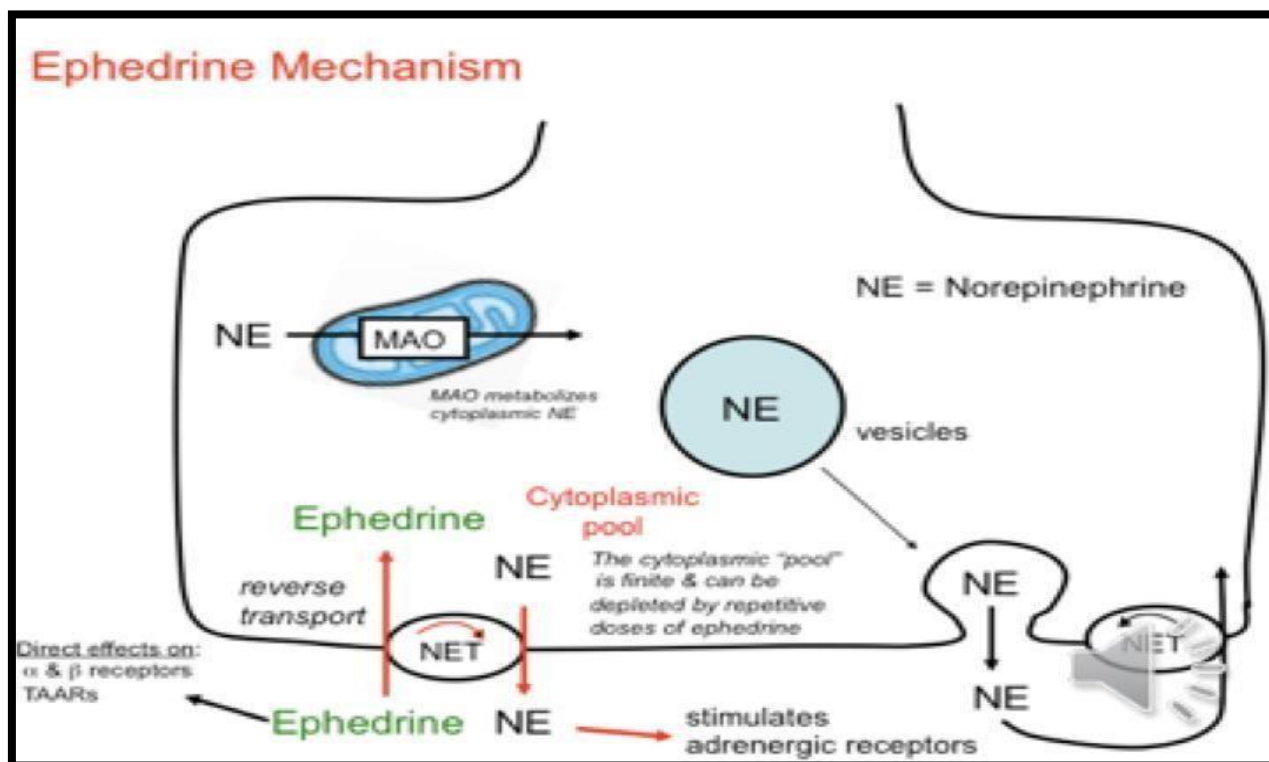 Ephedrine Mechanism
NE = Norepinephrine
NE
MAO
MAO metabolizes
cytoplasmic NE
NE
vesicles
Ephedrine
Cytoplasmic
pool
NE
The cytoplasmic “pool”
is finite & can be
depleted by repetitive
doses of ephedrine
reverse
transport
NET
NE
NET
Direct effects on:
α & β receptors
TAARs
Ephedrine
NE
stimulates
adrenergic receptors
NE